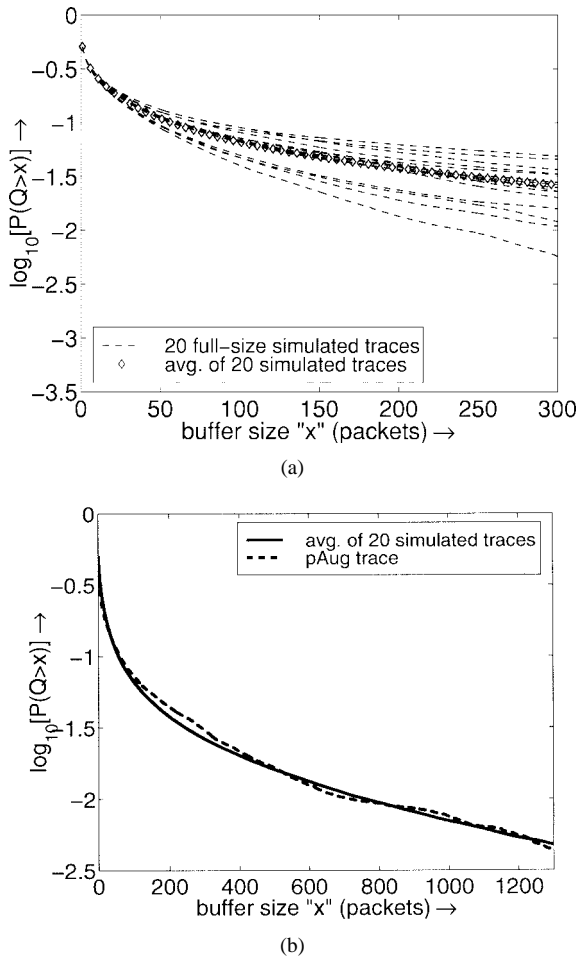 0
−0.5
−1
−1.5
−2
−2.5
−3
−3.5
log10[P(Q>x)] →
20 full−size simulated traces
avg. of 20 simulated traces
0 50 100 150 200 250 300
buffer size "x" (packets) →
(a)
0
−0.5
−1
−1.5
−2
−2.5
log10[P(Q>x)] →
avg. of 20 simulated traces
pAug trace
0 200 400 600 800 1000 1200
buffer size "x" (packets) →
(b)